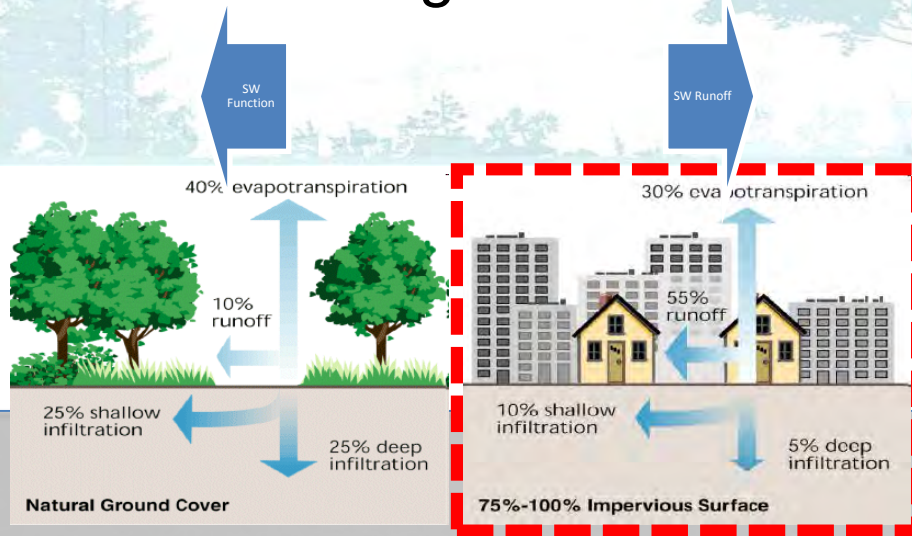 SW
Function
SW Runoff
40% evapotranspiration
10%
runoff
25% shallow
infiltration
25% deep
infiltration
Natural Ground Cover
30% evapotranspiration
55%
runoff
10% shallow
infiltration
5% deep
infiltration
75%-100% Impervious Surface